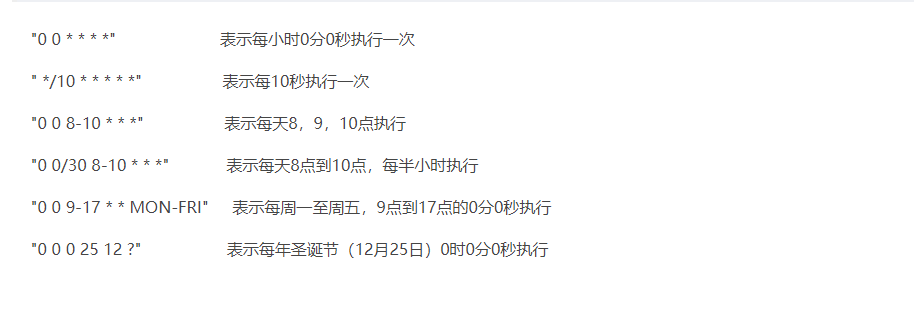 "0 0 * * * *" 表示每小时0分0秒执行一次
" */10 * * * * *" 表示每10秒执行一次
"0 0 8-10 * * *" 表示每天8，9，10点执行
"0 0/30 8-10 * * *" 表示每天8点到10点，每半小时执行
"0 0 9-17 * * MON-FRI" 表示每周一至周五，9点到17点的0分0秒执行
"0 0 0 25 12 ?" 表示每年圣诞节（12月25日）0时0分0秒执行